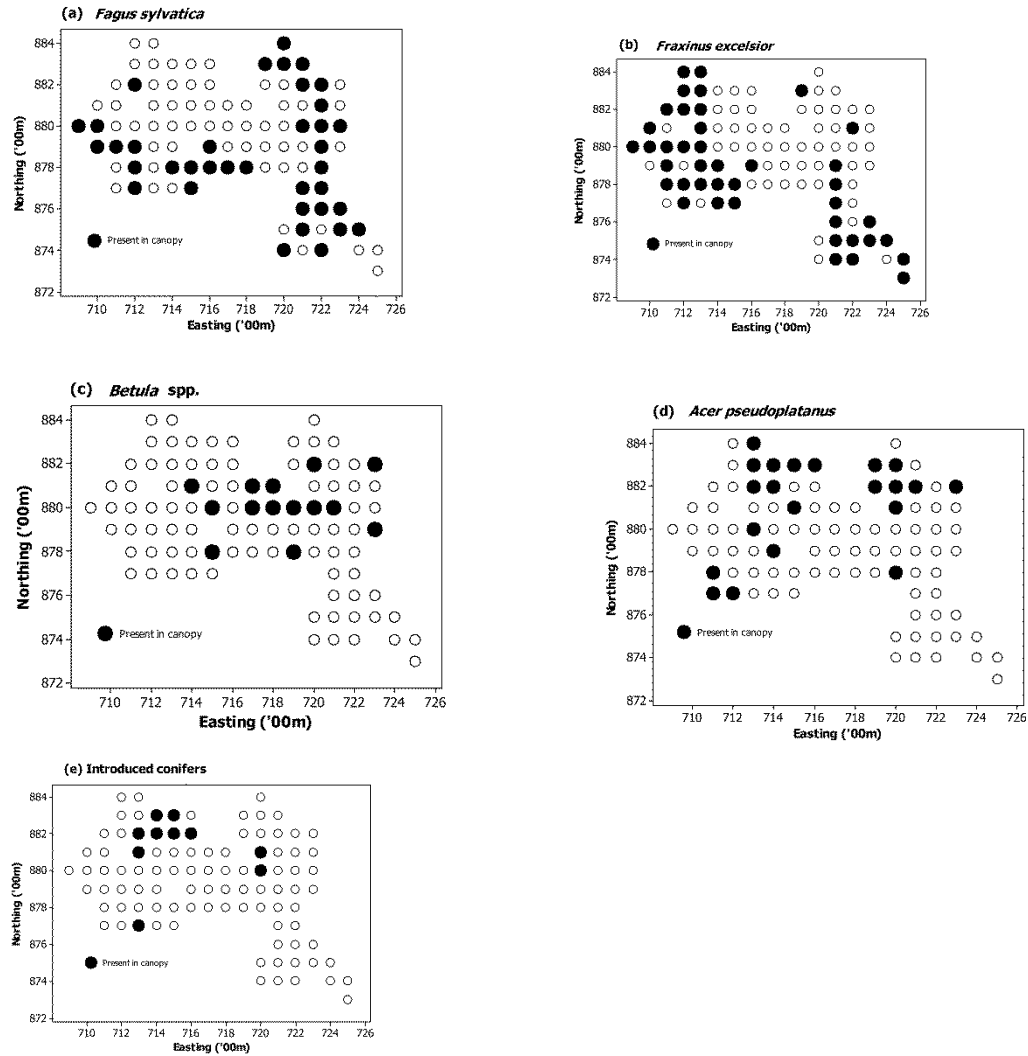 (a) Fagus sylvatica
884
882
880
878
876
874
872
Northing ('00m)
Present in canopy
710 712 714 716 718 720 722 724 726
Easting ('00m)
(b) Fraxinus excelsior
884
882
880
878
876
874
872
Northing ('00m)
Present in canopy
710 712 714 716 718 720 722 724 726
Easting ('00m)
(c) Betula spp.
884
882
880
878
876
874
872
Northing ('00m)
Present in canopy
710 712 714 716 718 720 722 724 726
Easting ('00m)
(d) Acer pseudoplatanus
884
882
880
878
876
874
872
Northing ('00m)
Present in canopy
710 712 714 716 718 720 722 724 726
Easting ('00m)
(e) Introduced conifers
884
882
880
878
876
874
872
Northing ('00m)
Present in canopy
710 712 714 716 718 720 722 724 726
Easting ('00m)